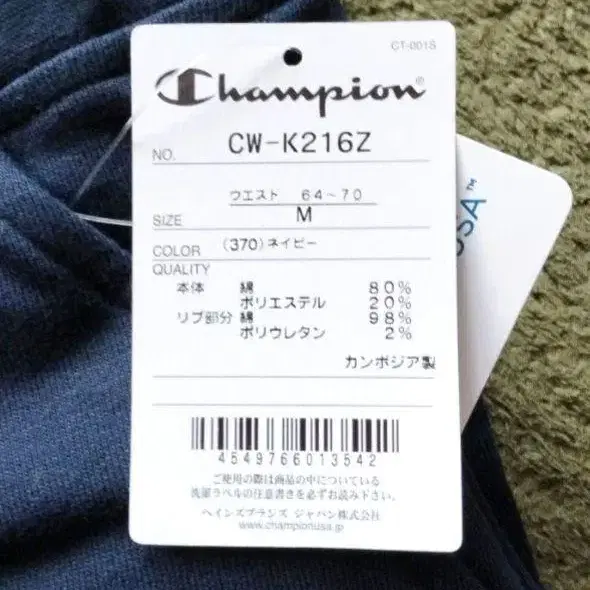 CT-001S
Champion®
NO. CW-K216Z
ウエスト 64~70
SIZE M
COLOR (370)ネイビー
QUALITY
本体 綿 80%
ポリエステル 20%
リブ部分 綿 98%
ポリウレタン 2%
カンボジア製
4549766013542
ご使用の際は商品の中についている
洗濯ラベルの注意書きを必ずお読み下さい。
ヘインズブランズ ジャパン株式会社
www.championusa.jp
USA™